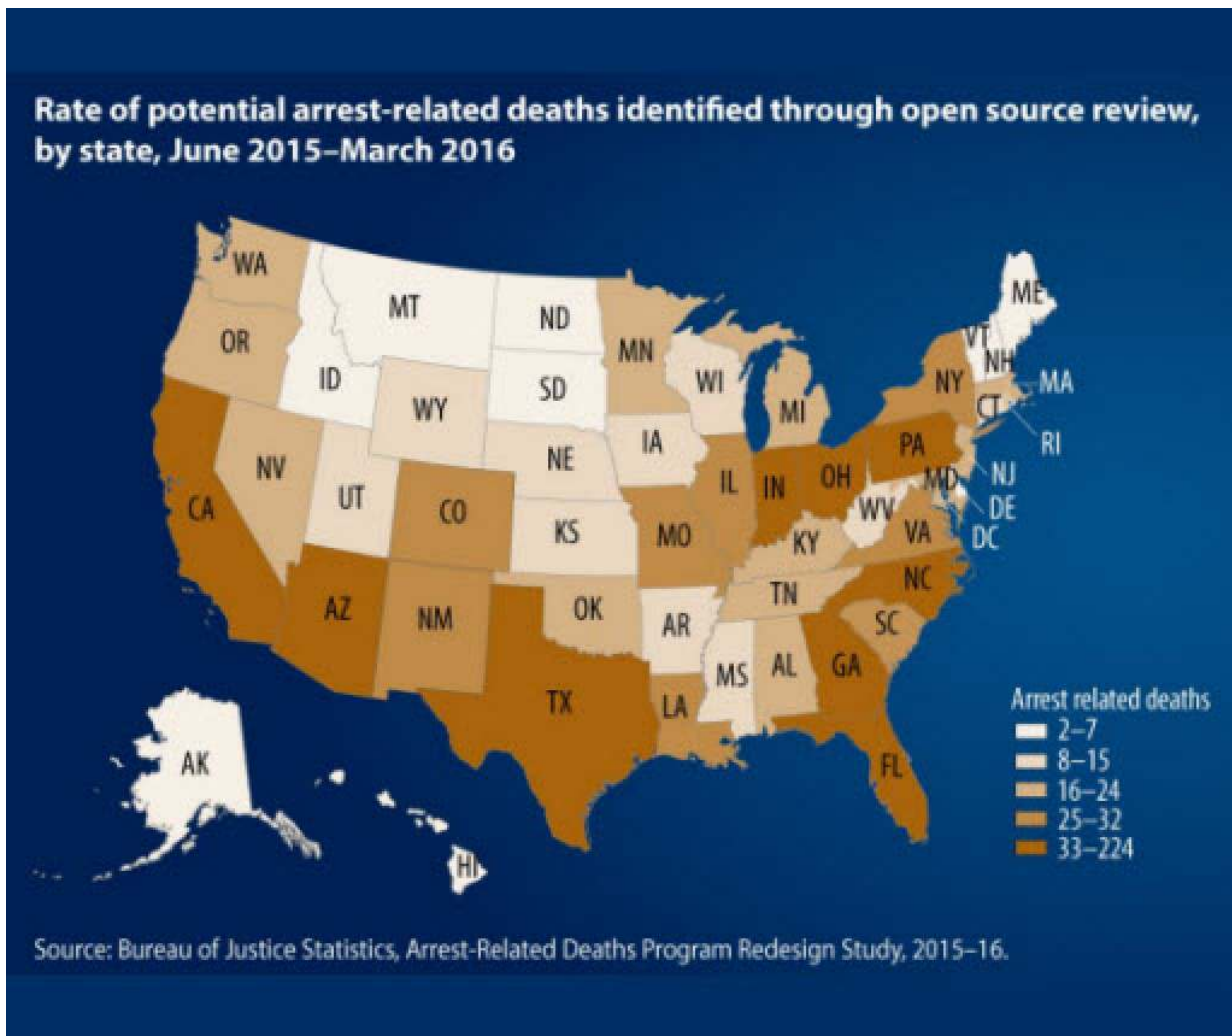 Rate of potential arrest-related deaths identified through open source review,
by state, June 2015–March 2016
WA
MT
ND
ME
OR
MN
VT
ID
SD
WI
NH
NY
MA
WY
MI
CT
IA
RI
NV
NE
PA
NJ
UT
IL
IN
OH
MD
CA
CO
DE
KS
MO
WV
VA
DC
KY
AZ
NM
OK
TN
NC
AR
SC
TX
LA
MS
AL
GA
AK
FL
HI
Arrest related deaths
2–7
8–15
16–24
25–32
33–224
Source: Bureau of Justice Statistics, Arrest-Related Deaths Program Redesign Study, 2015–16.